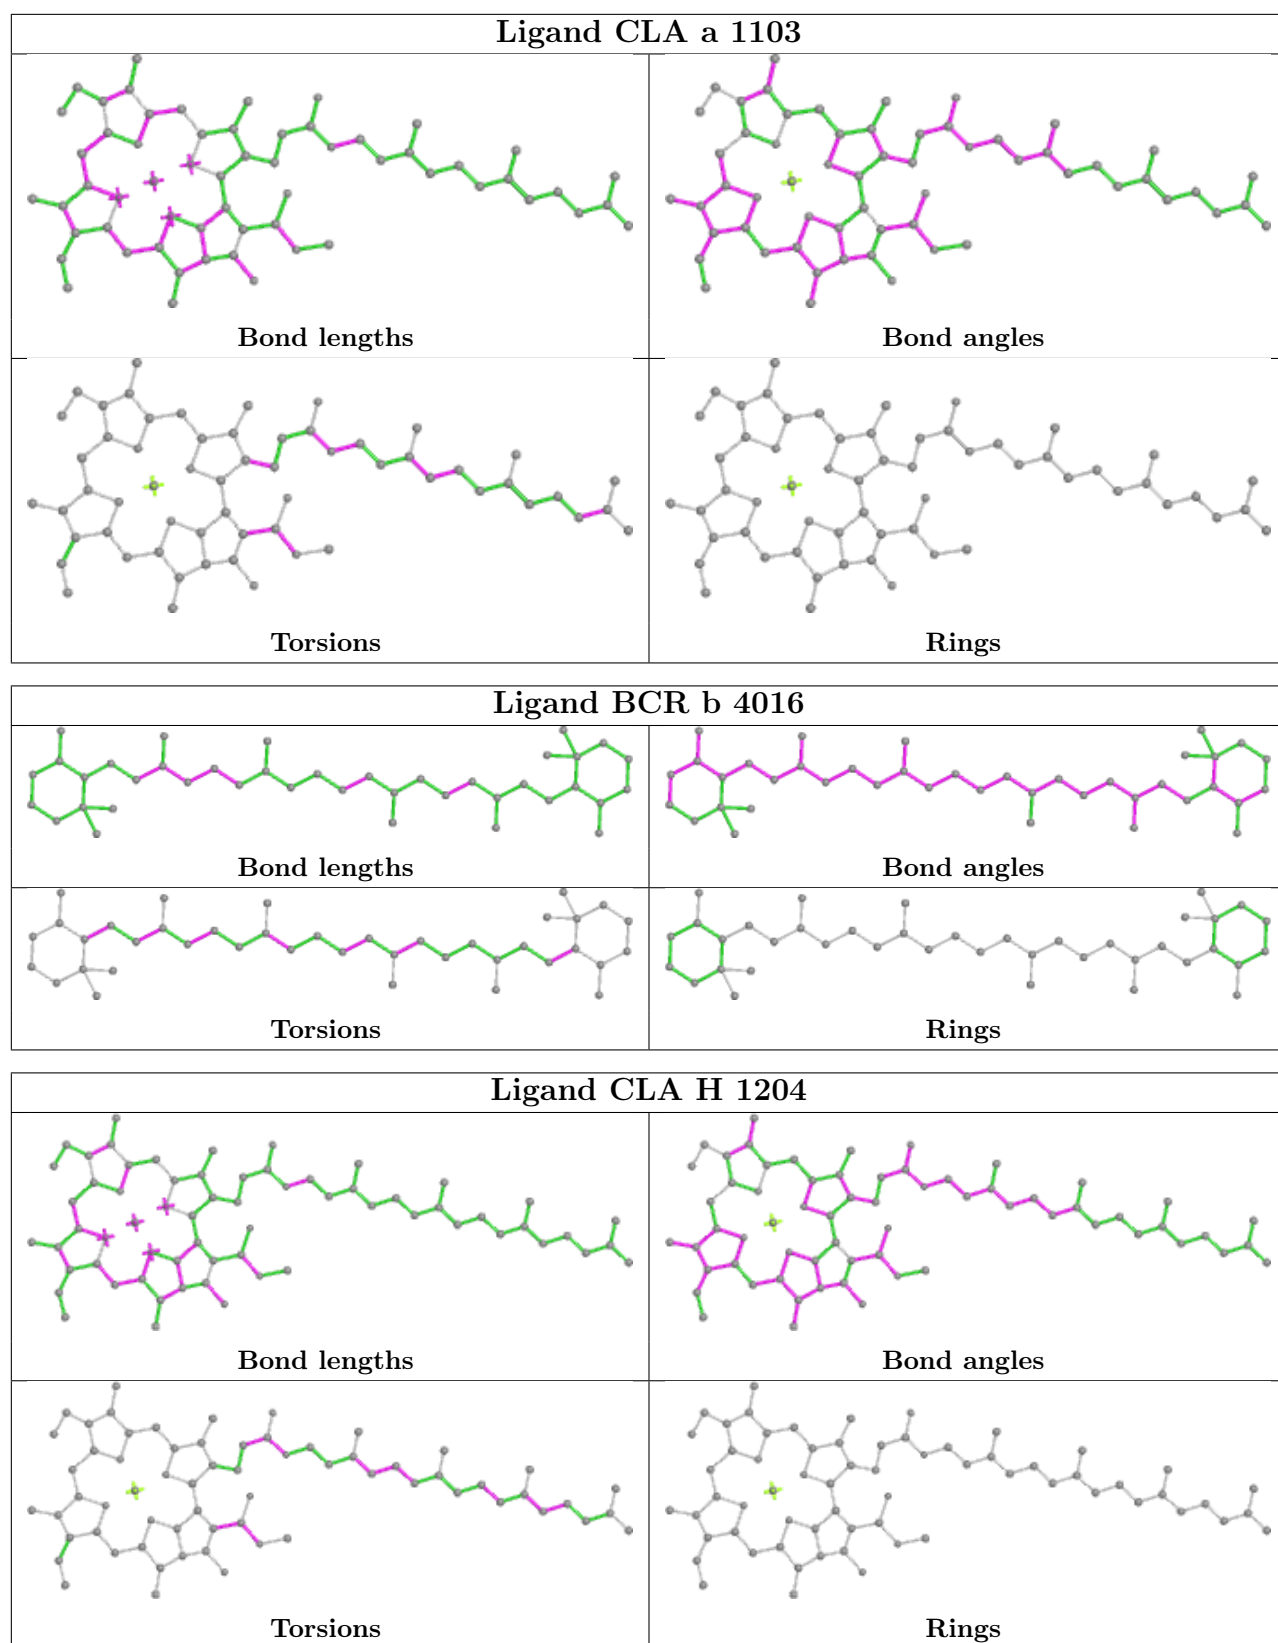 Ligand CLA a 1103
Bond lengths
Bond angles
Torsions
Rings
Ligand BCR b 4016
Bond lengths
Bond angles
Torsions
Rings
Ligand CLA H 1204
Bond lengths
Bond angles
Torsions
Rings